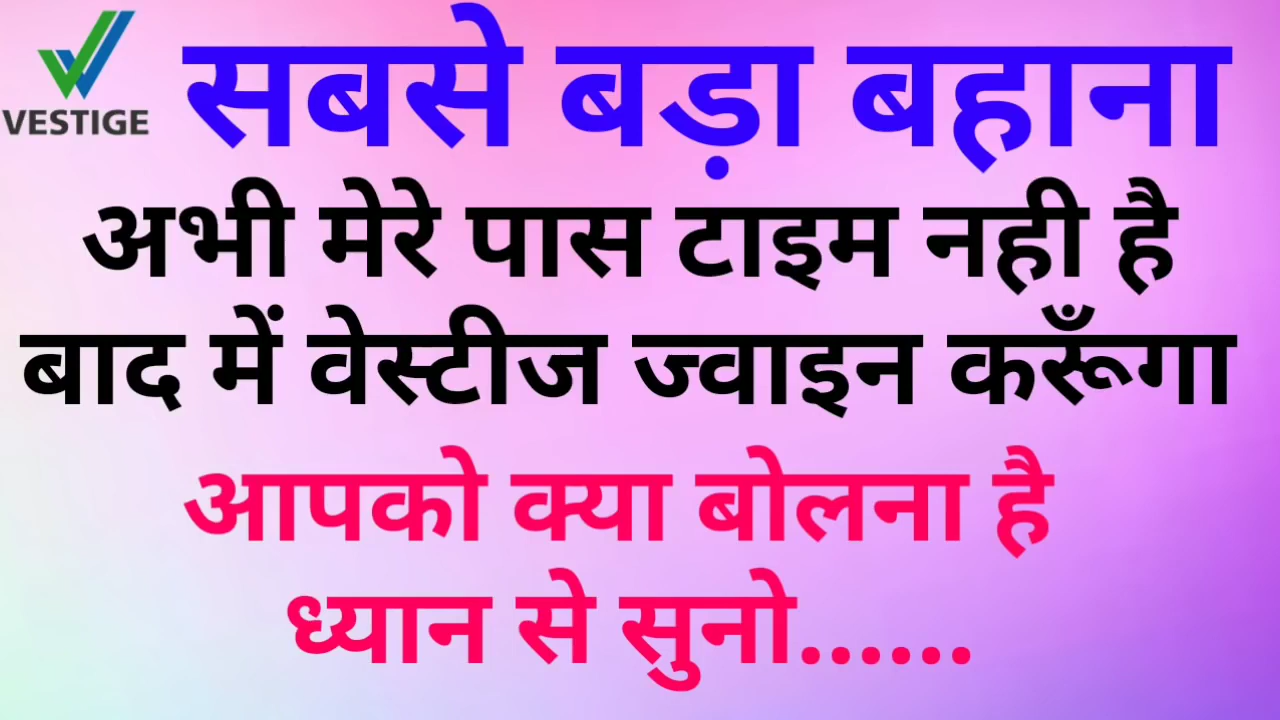 VESTIGE
सबसे बड़ा बहाना
अभी मेरे पास टाइम नही है
बाद में वेस्टीज ज्वाइन करूँगा
आपको क्या बोलना है
ध्यान से सुनो......